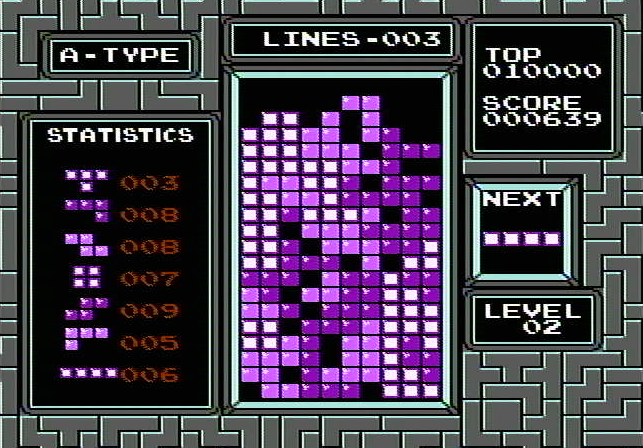 LINES-003
A-TYPE
TOP
010000
SCORE
000639
STATISTICS
003
008
008
007
009
005
006
NEXT
LEVEL
02